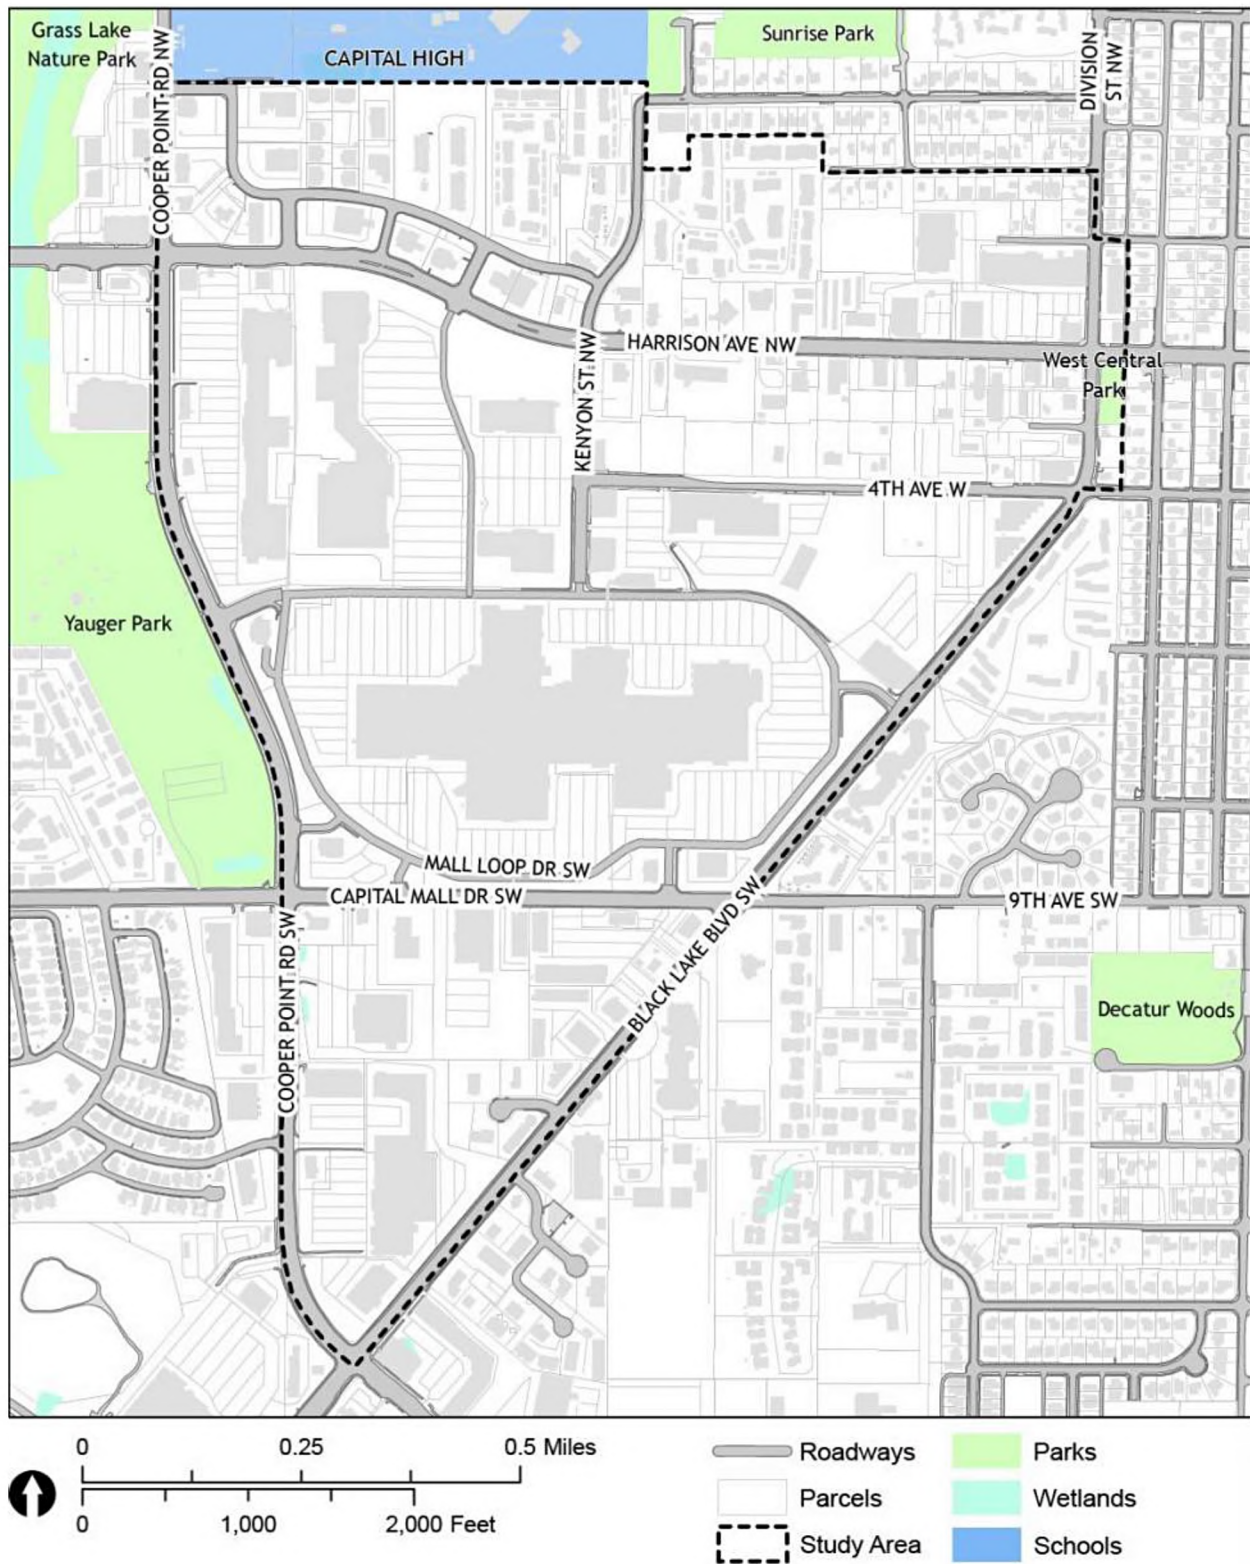 Grass Lake
Nature Park
COOPER POINT RD NW
CAPITAL HIGH
Sunrise Park
DIVISION
ST NW
HARRISON AVE NW
West Central
Park
KENYON ST NW
4TH AVE W
Yauger Park
MALL LOOP DR SW
CAPITAL MALL DR SW
9TH AVE SW
BLACK LAKE BLVD SW
COOPER POINT RD SW
Decatur Woods
0 0.25 0.5 Miles
0 1,000 2,000 Feet
Roadways
Parcels
Study Area
Parks
Wetlands
Schools